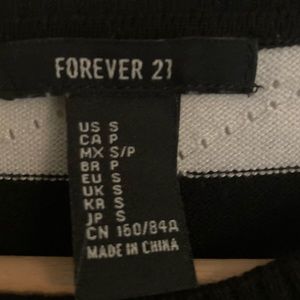 FOREVER 21
US S
CA P
MX S/P
BR P
EU S
UK S
KR S
JP S
CN 160/84A
MADE IN CHINA